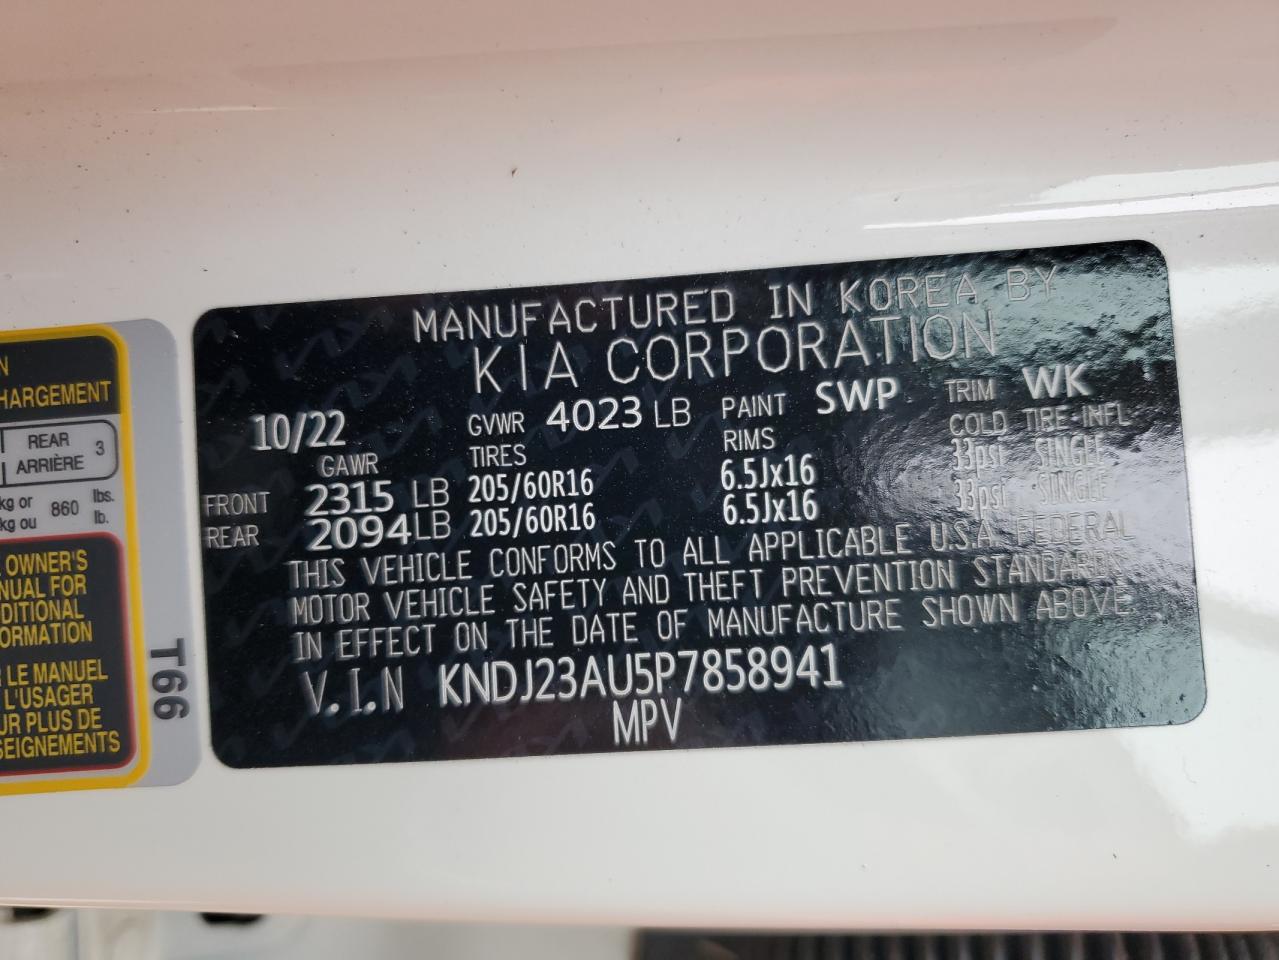 N
HARGEMENT
REAR 3
ARRIÈRE
kg or 860 lbs.
kg ou lb.
OWNER'S
NUAL FOR
DITIONAL
FORMATION
R LE MANUEL
L'USAGER
UR PLUS DE
SEIGNEMENTS
T66
MANUFACTURED IN KOREA BY
KIA CORPORATION
10/22 GVWR 4023 LB PAINT SWP TRIM WK
GAWR TIRES RIMS COLD TIRE INFL
FRONT 2315 LB 205/60R16 6.5Jx16 33psi SINGLE
REAR 2094LB 205/60R16 6.5Jx16 33psi SINGLE
THIS VEHICLE CONFORMS TO ALL APPLICABLE U.S.A. FEDERAL
MOTOR VEHICLE SAFETY AND THEFT PREVENTION STANDARDS
IN EFFECT ON THE DATE OF MANUFACTURE SHOWN ABOVE.
V.I.N KNDJ23AU5P7858941
MPV